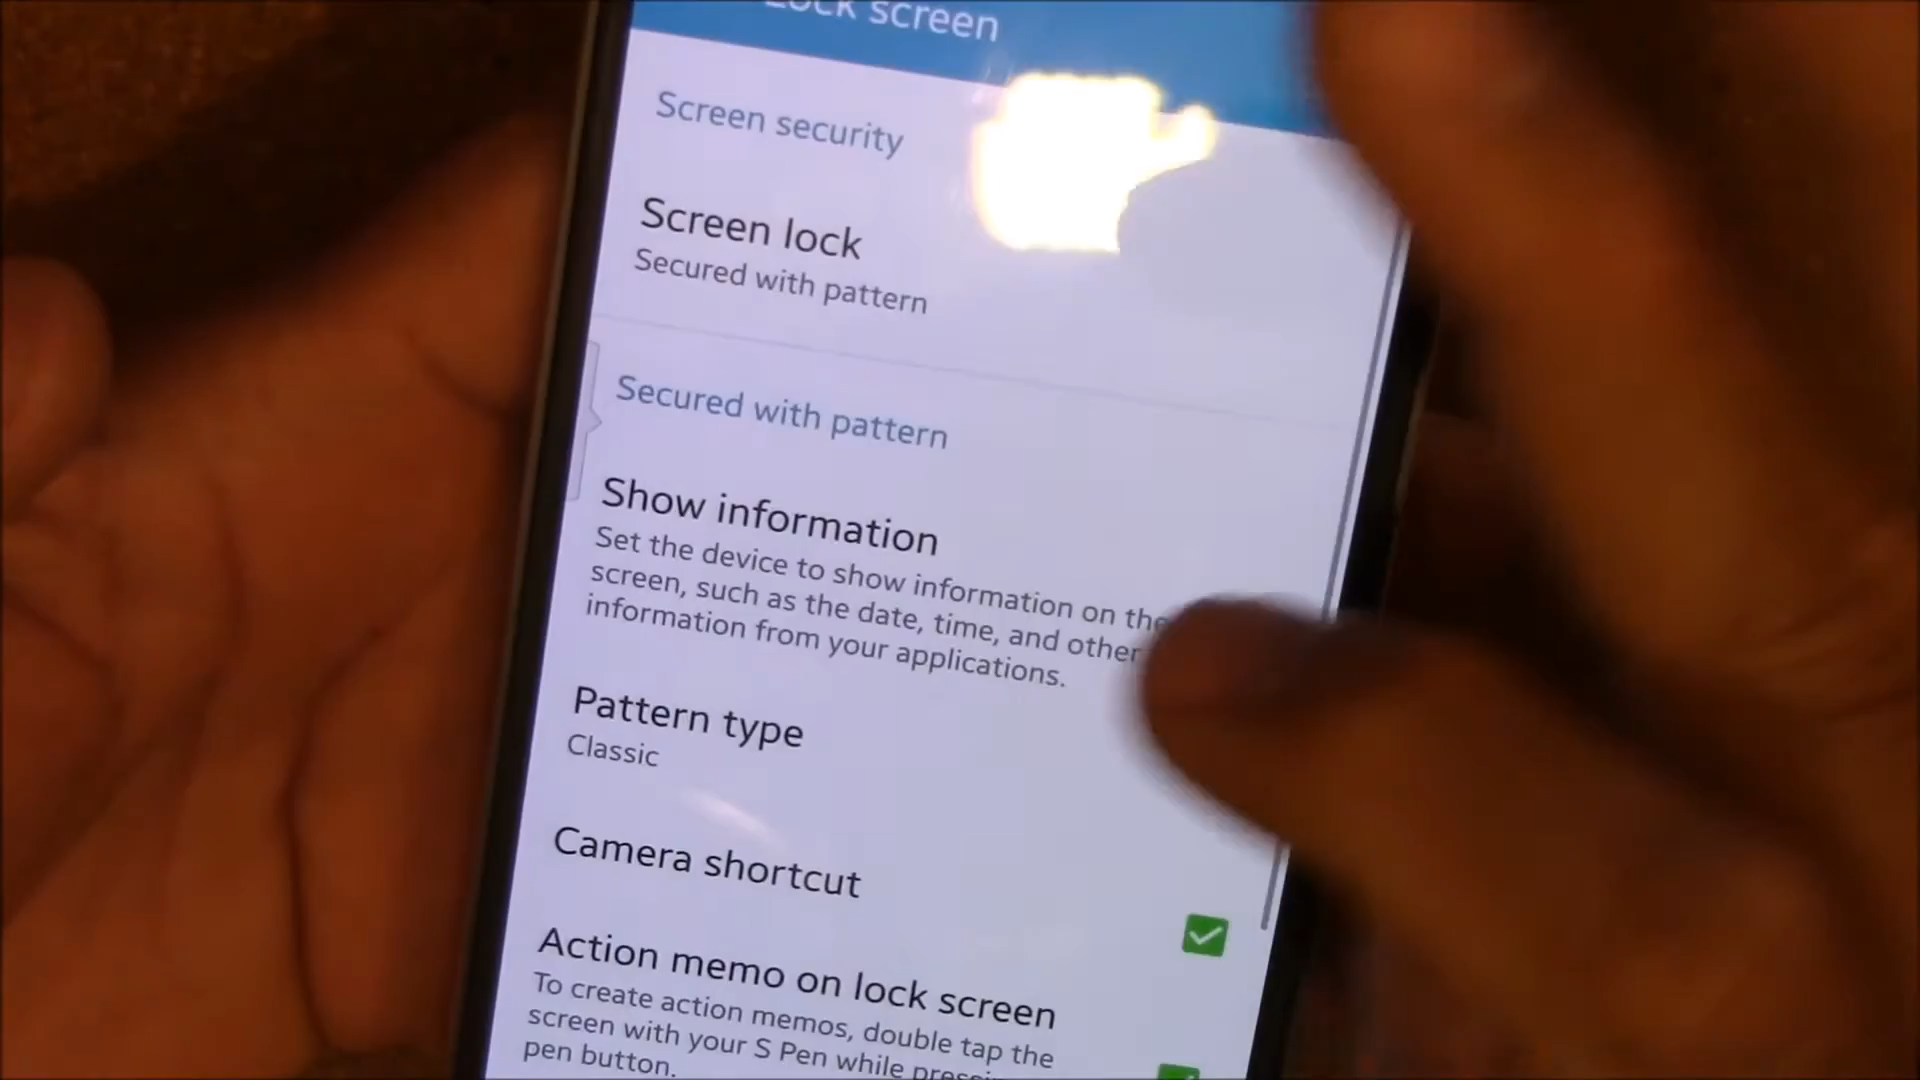 Lock screen
Screen security
Screen lock
Secured with pattern
Secured with pattern
Show information
Set the device to show information on the
screen, such as the date, time, and other
information from your applications.
Pattern type
Classic
Camera shortcut
Action memo on lock screen
To create action memos, double tap the
screen with your S Pen while
pen button.